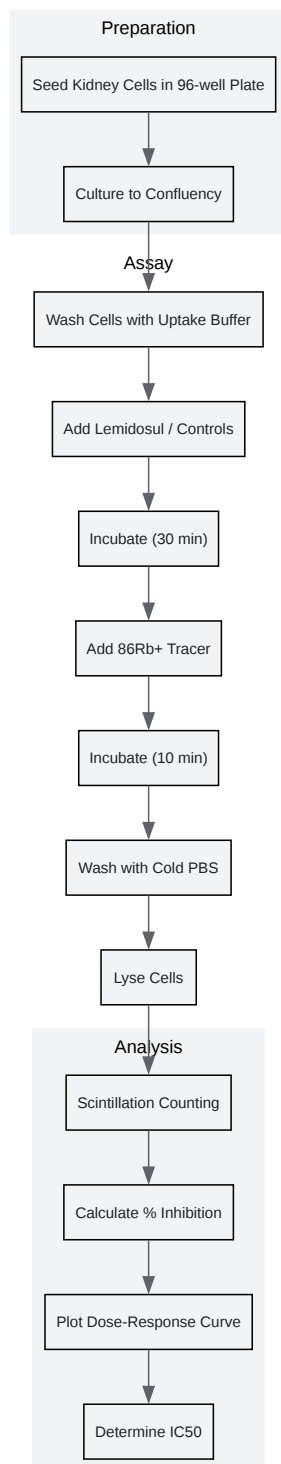 Preparation
Seed Kidney Cells in 96-well Plate
Culture to Confluency
Assay
Wash Cells with Uptake Buffer
Add Lemidosul / Controls
Incubate (30 min)
Add 86Rb+ Tracer
Incubate (10 min)
Wash with Cold PBS
Lyse Cells
Analysis
Scintillation Counting
Calculate % Inhibition
Plot Dose-Response Curve
Determine IC50